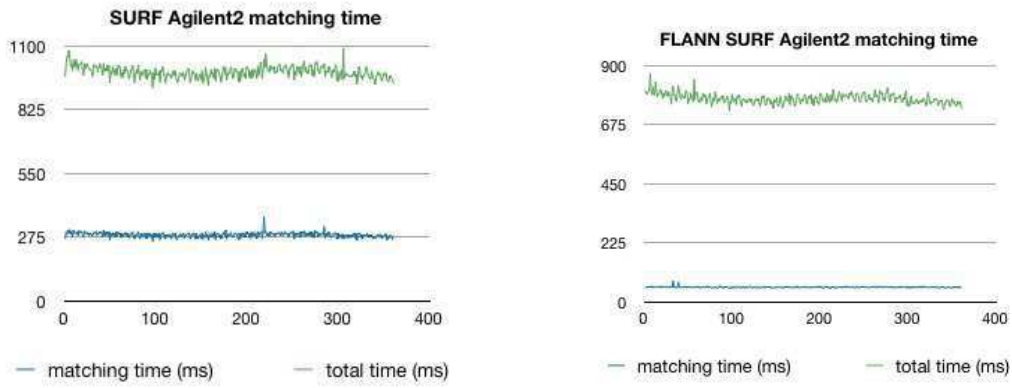 SURF Agilent2 matching time
1100
825
550
275
0
0 100 200 300 400
matching time (ms) total time (ms)
FLANN SURF Agilent2 matching time
900
675
450
225
0
0 100 200 300 400
matching time (ms) total time (ms)